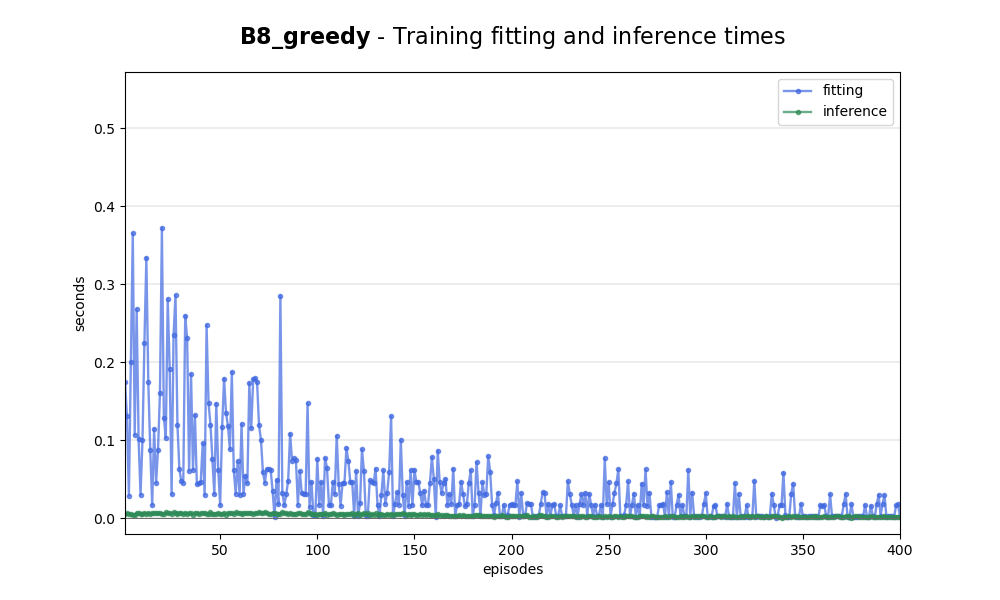 B8_greedy - Training fitting and inference times
fitting
inference
0.5
0.4
0.3
0.2
0.1
0.0
seconds
50 100 150 200 250 300 350 400
episodes